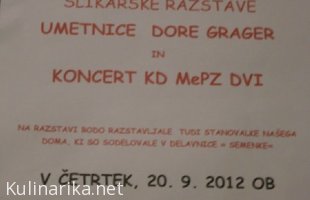 SLIKARSKE RAZSTAVE
UMETNICE DORE GRAGER
IN
KONCERT KD MePZ DVI
NA RAZSTAVI BODO RAZSTAVLJALE TUDI STANOVALKE NAŠEGA
DOMA, KI SO SODELOVALE V DELAVNICE = SEMENKE=
V ČETRTEK, 20. 9. 2012 OB
Kulinarika.net